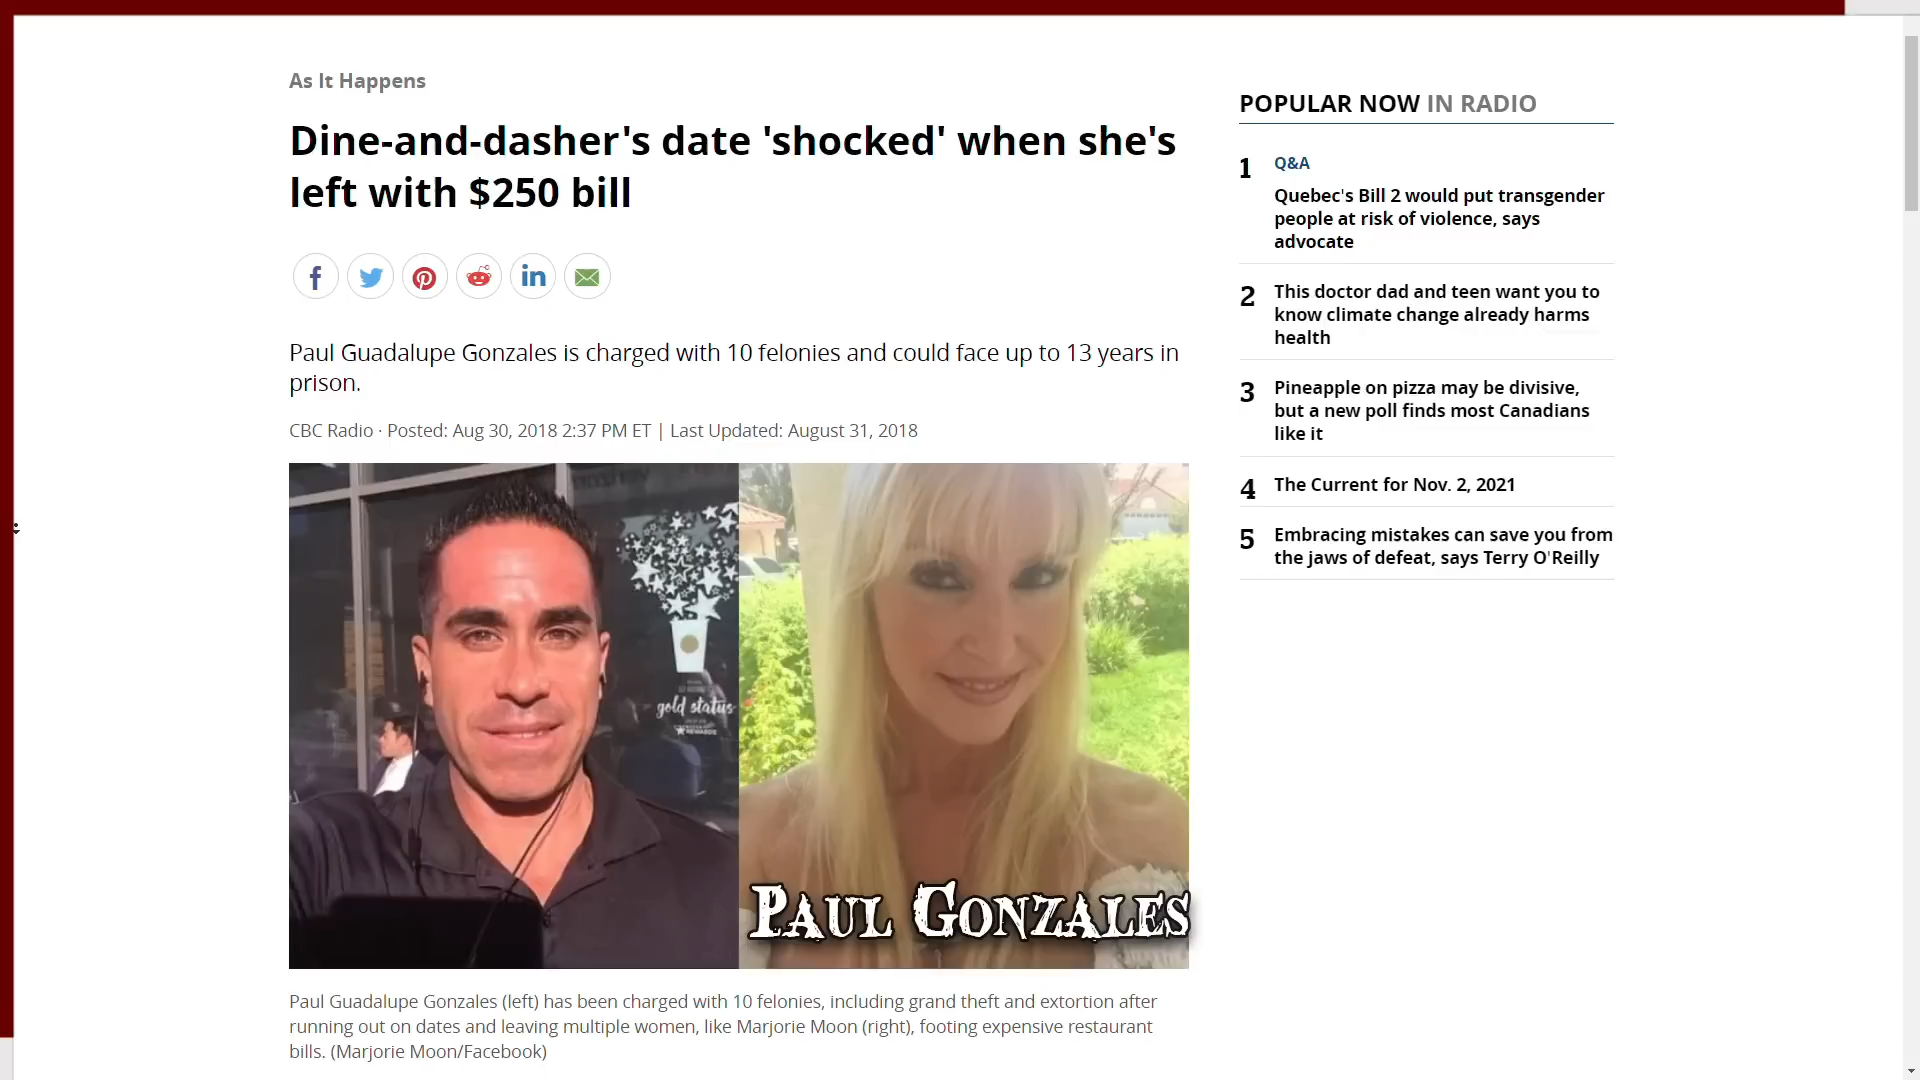 As It Happens
Dine-and-dasher's date 'shocked' when she's
left with $250 bill
Paul Guadalupe Gonzales is charged with 10 felonies and could face up to 13 years in
prison.
CBC Radio · Posted: Aug 30, 2018 2:37 PM ET | Last Updated: August 31, 2018
gold status
REWARDS
PAUL GONZALES
Paul Guadalupe Gonzales (left) has been charged with 10 felonies, including grand theft and extortion after
running out on dates and leaving multiple women, like Marjorie Moon (right), footing expensive restaurant
bills. (Marjorie Moon/Facebook)
POPULAR NOW IN RADIO
1 Q&A
Quebec's Bill 2 would put transgender
people at risk of violence, says
advocate
2 This doctor dad and teen want you to
know climate change already harms
health
3 Pineapple on pizza may be divisive,
but a new poll finds most Canadians
like it
4 The Current for Nov. 2, 2021
5 Embracing mistakes can save you from
the jaws of defeat, says Terry O'Reilly